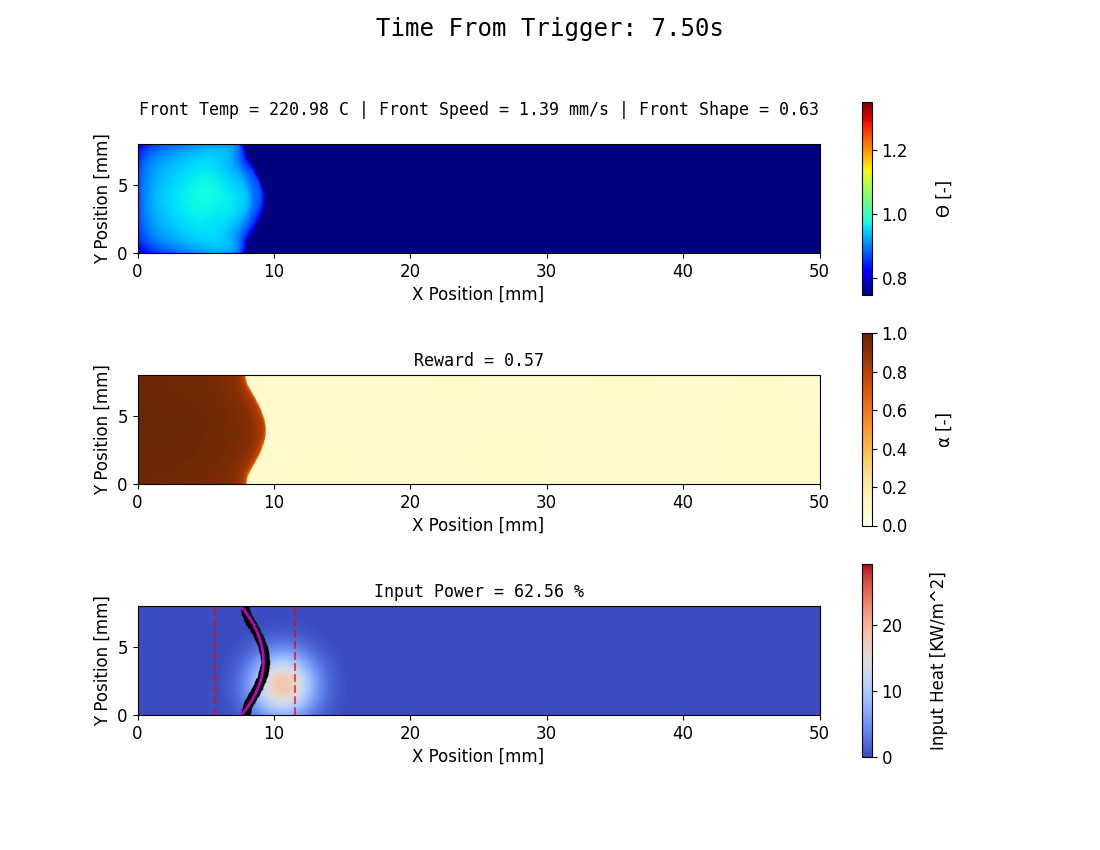 Time From Trigger: 7.50s
Front Temp = 220.98 C | Front Speed = 1.39 mm/s | Front Shape = 0.63
Y Position [mm]
5
0
0 10 20 30 40 50
X Position [mm]
1.2
1.0
0.8
Θ [-]
Reward = 0.57
Y Position [mm]
5
0
0 10 20 30 40 50
X Position [mm]
1.0
0.8
0.6
0.4
0.2
0.0
α [-]
Input Power = 62.56 %
Y Position [mm]
5
0
0 10 20 30 40 50
X Position [mm]
20
10
0
Input Heat [KW/m^2]